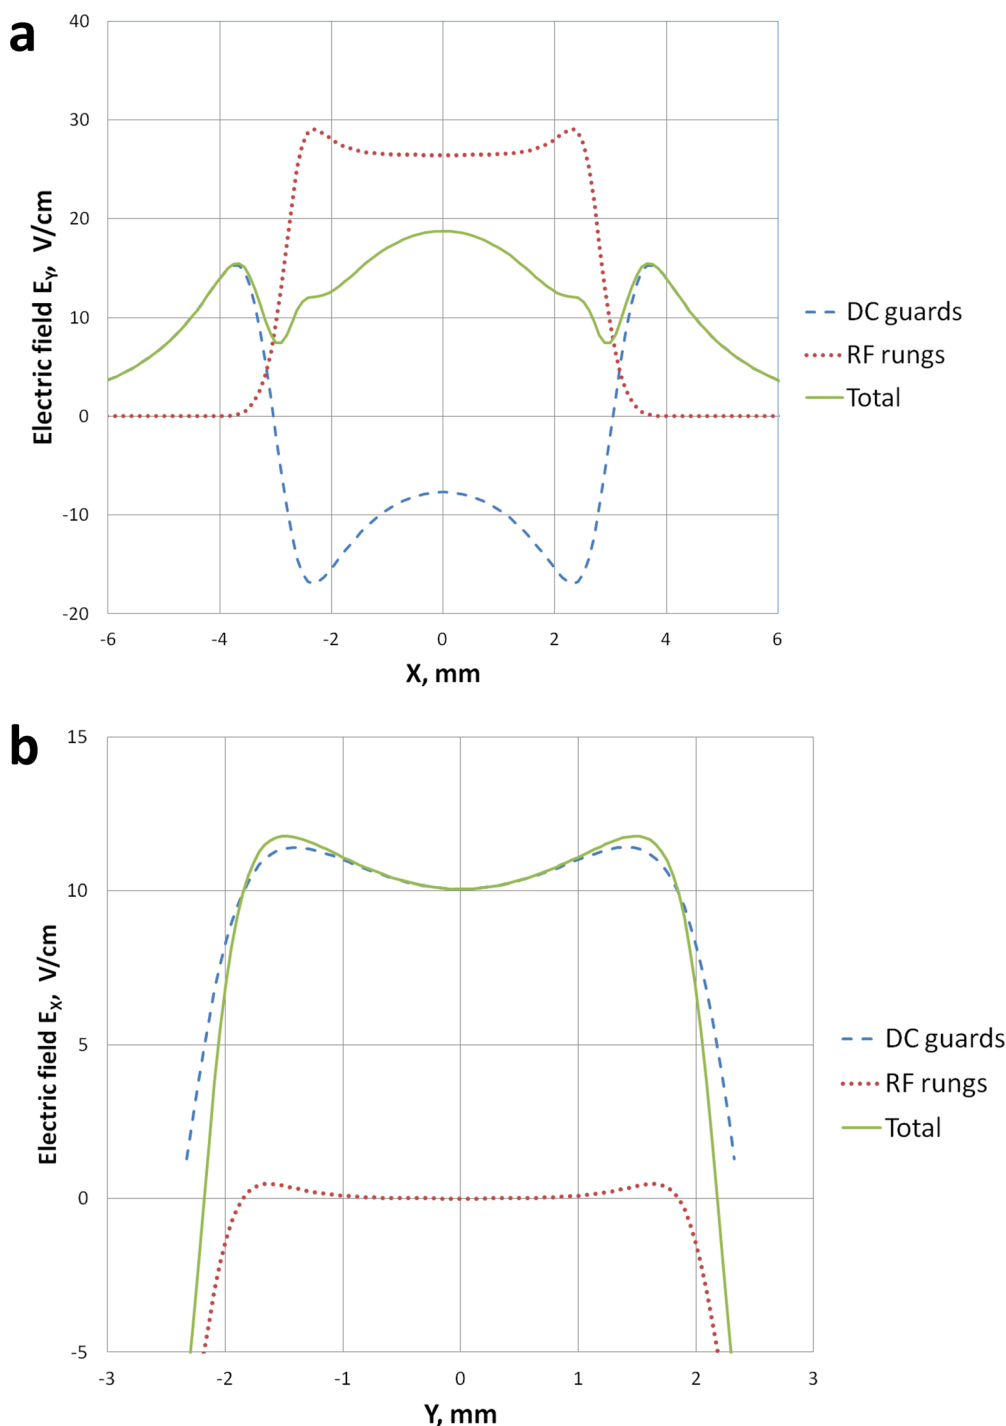 a
40
30
20
10
0
-10
-20
-6
-4
-2
0
2
4
6
Electric field E_Y, V/cm
X, mm
DC guards
RF rungs
Total
b
15
10
5
0
-5
-3
-2
-1
0
1
2
3
Electric field E_X, V/cm
Y, mm
DC guards
RF rungs
Total